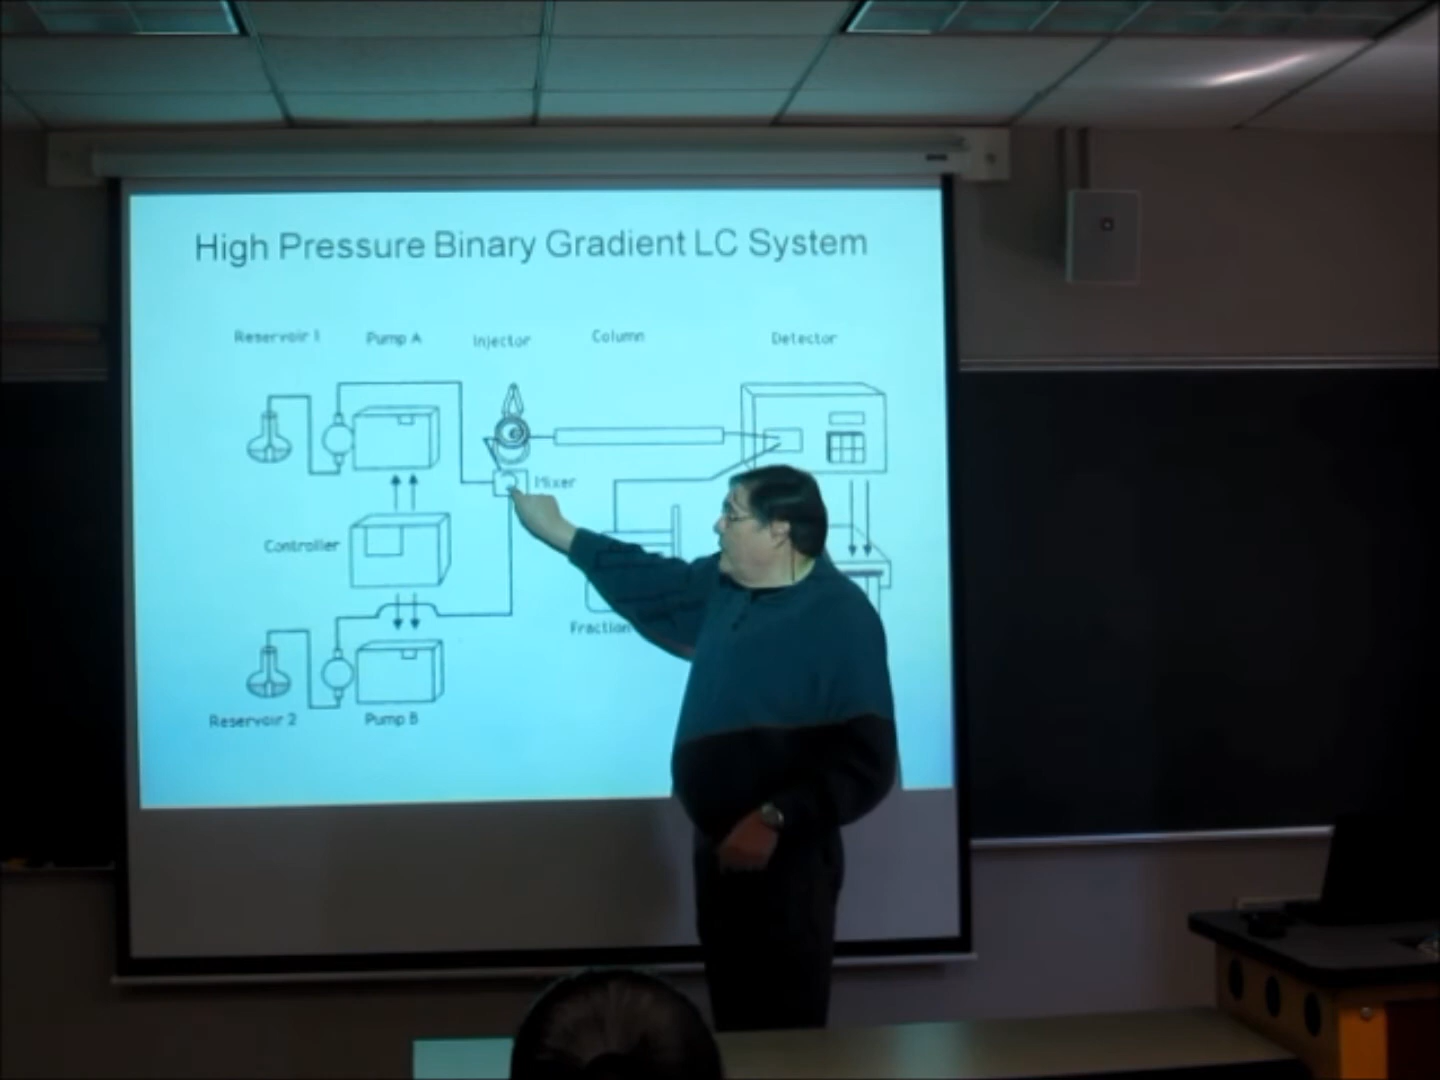 High Pressure Binary Gradient LC System
Reservoir 1 Pump A Injector Column Detector
Mixer
Controller
Fraction
Reservoir 2 Pump B